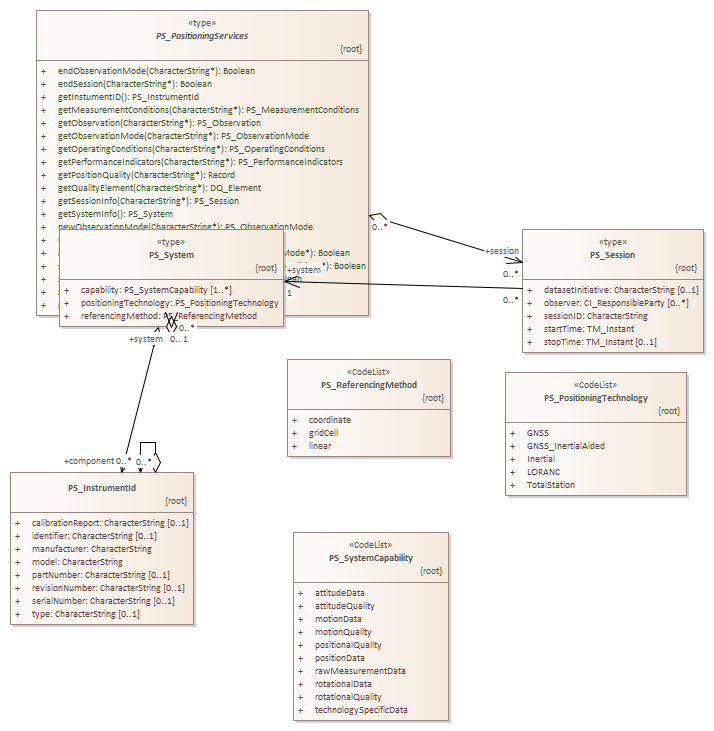 «type»
PS_PositioningServices
{root}
+ endObservationMode(CharacterString*): Boolean
+ endSession(CharacterString*): Boolean
+ getInstumentID(): PS_InstrumentId
+ getMeasurementConditions(CharacterString*): PS_MeasurementConditions
+ getObservation(CharacterString*): PS_Observation
+ getObservationMode(CharacterString*): PS_ObservationMode
+ getOperatingConditions(CharacterString*): PS_OperatingConditions
+ getPerformanceIndicators(CharacterString*): PS_PerformanceIndicators
+ getPositionQuality(CharacterString*): Record
+ getQualityElement(CharacterString*): DQ_Element
+ getSessionInfo(CharacterString*): PS_Session
+ getSystemInfo(): PS_System
+ newObservationMode(CharacterString*): PS_ObservationMode
Mode*): Boolean
): Boolean
«type»
PS_System
{root}
+ capability: PS_SystemCapability [1..*]
+ positioningTechnology: PS_PositioningTechnology
+ referencingMethod: PS_ReferencingMethod
0..*
+session
0..*
+system
1
0..*
«type»
PS_Session
{root}
+ datasetInitiative: CharacterString [0..1]
+ observer: CI_ResponsibleParty [0..*]
+ sessionID: CharacterString
+ startTime: TM_Instant
+ stopTime: TM_Instant [0..1]
0..*
+system 0..1
«CodeList»
PS_ReferencingMethod
{root}
+ coordinate
+ gridCell
+ linear
«CodeList»
PS_PositioningTechnology
{root}
+ GNSS
+ GNSS_InertialAided
+ Inertial
+ LORANC
+ TotalStation
+component 0..* 0..*
PS_InstrumentId
{root}
+ calibrationReport: CharacterString [0..1]
+ identifier: CharacterString [0..1]
+ manufacturer: CharacterString
+ model: CharacterString
+ partNumber: CharacterString [0..1]
+ revisionNumber: CharacterString [0..1]
+ serialNumber: CharacterString [0..1]
+ type: CharacterString [0..1]
«CodeList»
PS_SystemCapability
{root}
+ attitudeData
+ attitudeQuality
+ motionData
+ motionQuality
+ positionalQuality
+ positionData
+ rawMeasurementData
+ rotationalData
+ rotationalQuality
+ technologySpecificData